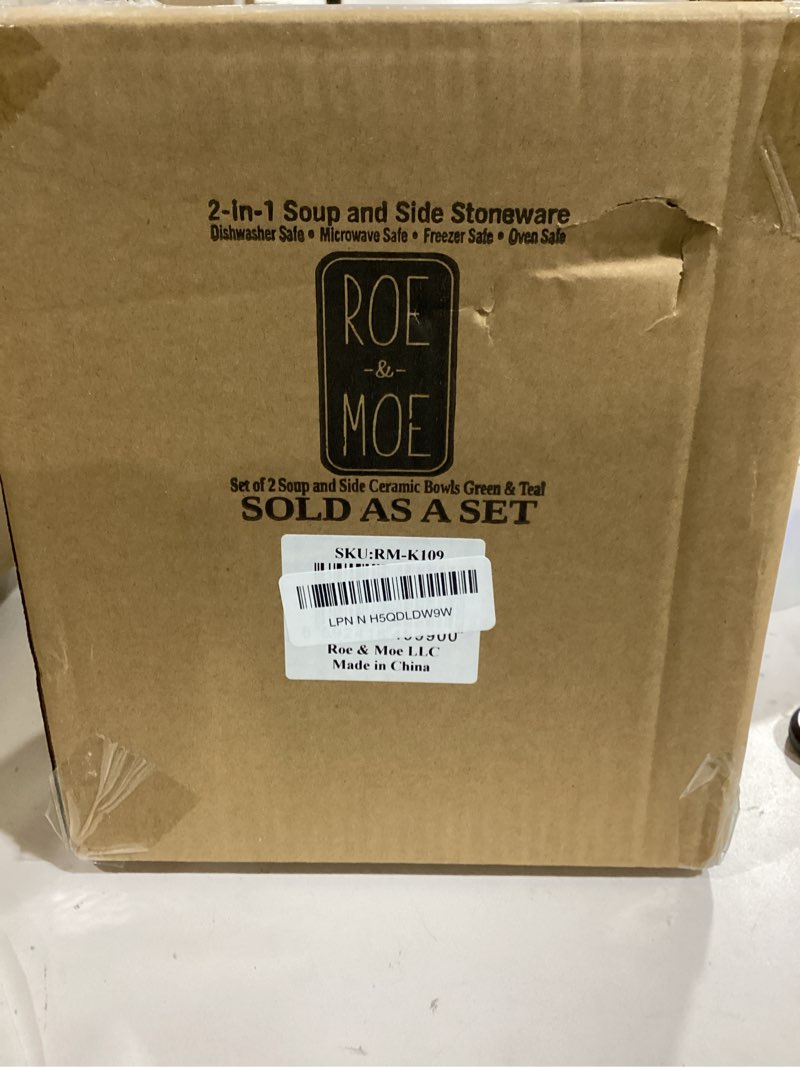 2-in-1 Soup and Side Stoneware
Dishwasher Safe • Microwave Safe • Freezer Safe • Oven Safe
ROE
-&-
MOE
Set of 2 Soup and Side Ceramic Bowls Green & Teal
SOLD AS A SET
SKU:RM-K109
LPN N H5QDLDW9W
Roe & Moe LLC
Made in China